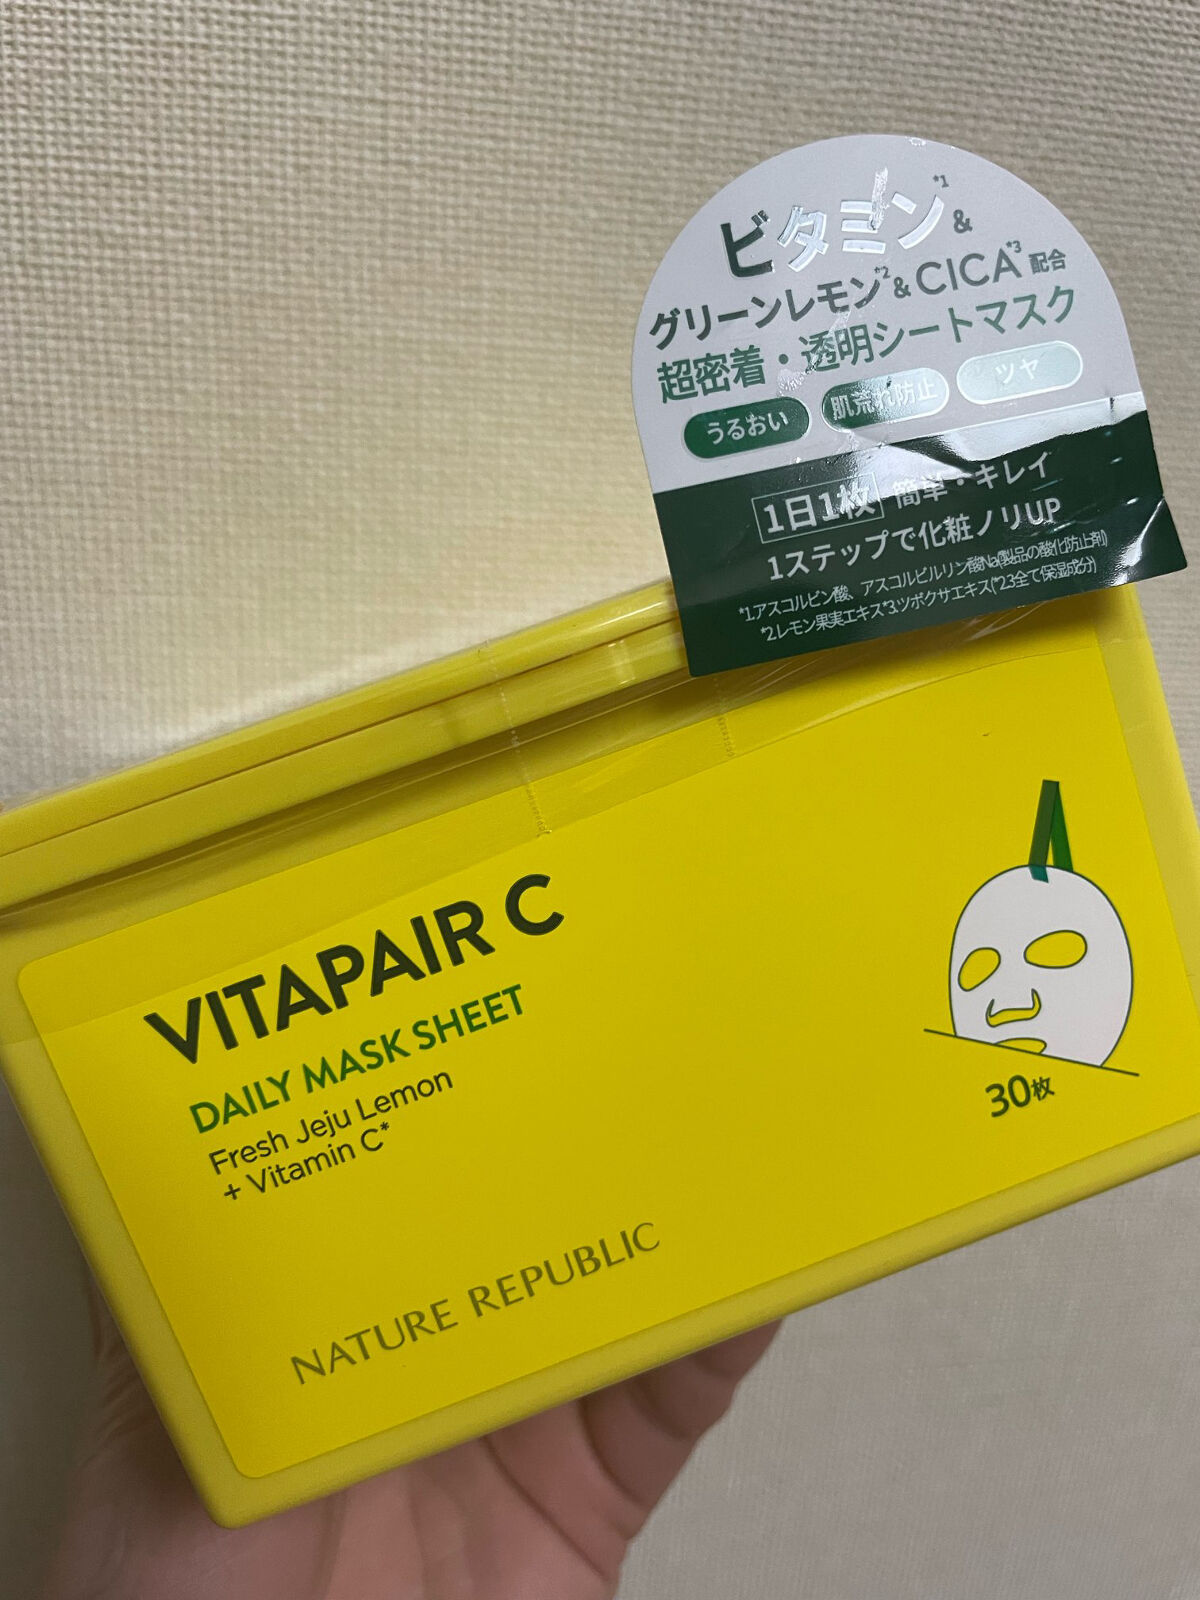 ビタミン*1&
グリーンレモン*2&CICA*3配合
超密着・透明シートマスク
うるおい 肌荒れ防止 ツヤ
1日1枚 簡単・キレイ
1ステップで化粧ノリUP
*1.アスコルビン酸、アスコルビルリン酸Na(製品の酸化防止剤)
*2.レモン果実エキス*3.ツボクサエキス(*2.3全て保湿成分)
VITAPAIR C
DAILY MASK SHEET
Fresh Jeju Lemon
+ Vitamin C*
30枚
NATURE REPUBLIC